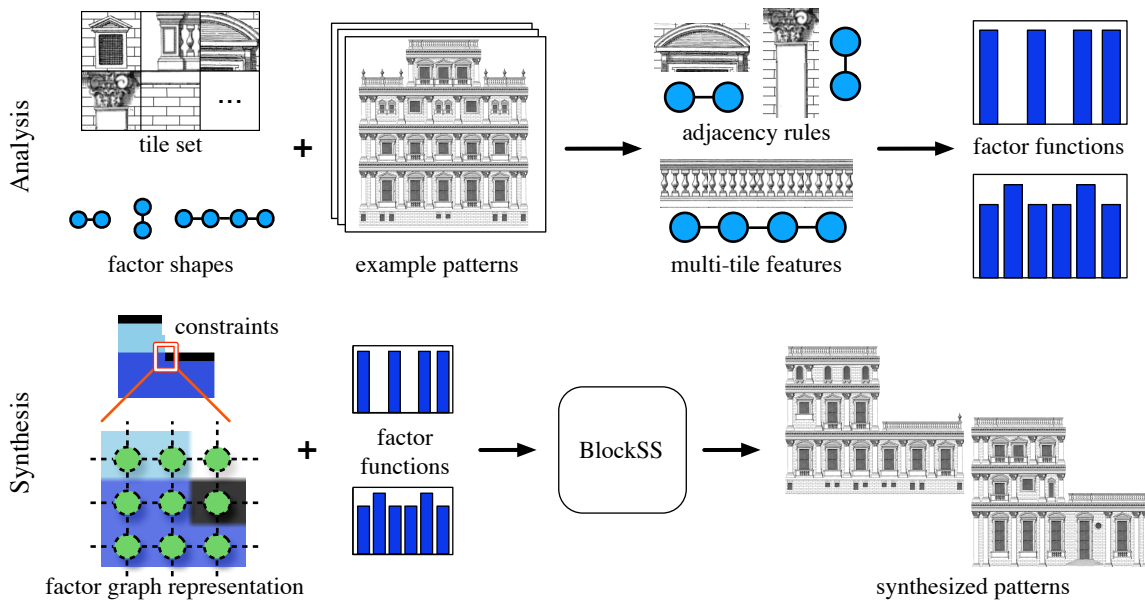 Analysis
tile set
...
+
factor shapes
example patterns
adjacency rules
multi-tile features
factor functions
Synthesis
constraints
factor graph representation
+
factor
functions
BlockSS
synthesized patterns